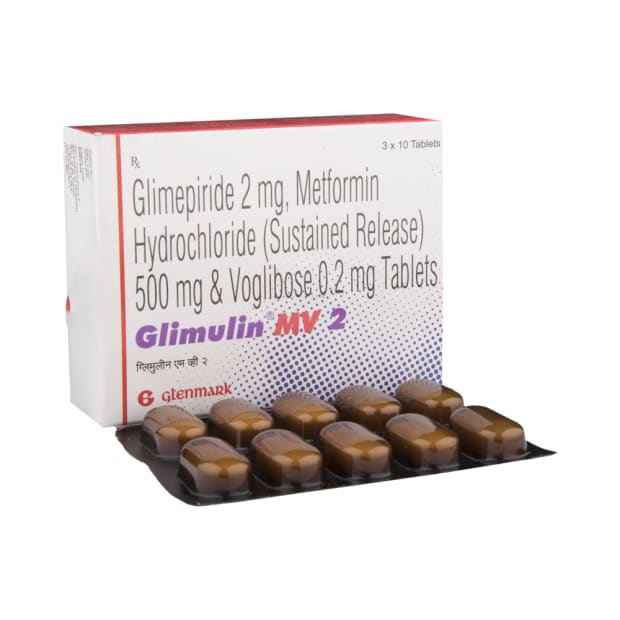 3 x 10 Tablets
Rx
Glimepiride 2 mg, Metformin
Hydrochloride (Sustained Release)
500 mg & Voglibose 0.2 mg Tablets
Glimulin® MV 2
ग्लिमुलीन एम व्ही २
G glenmark